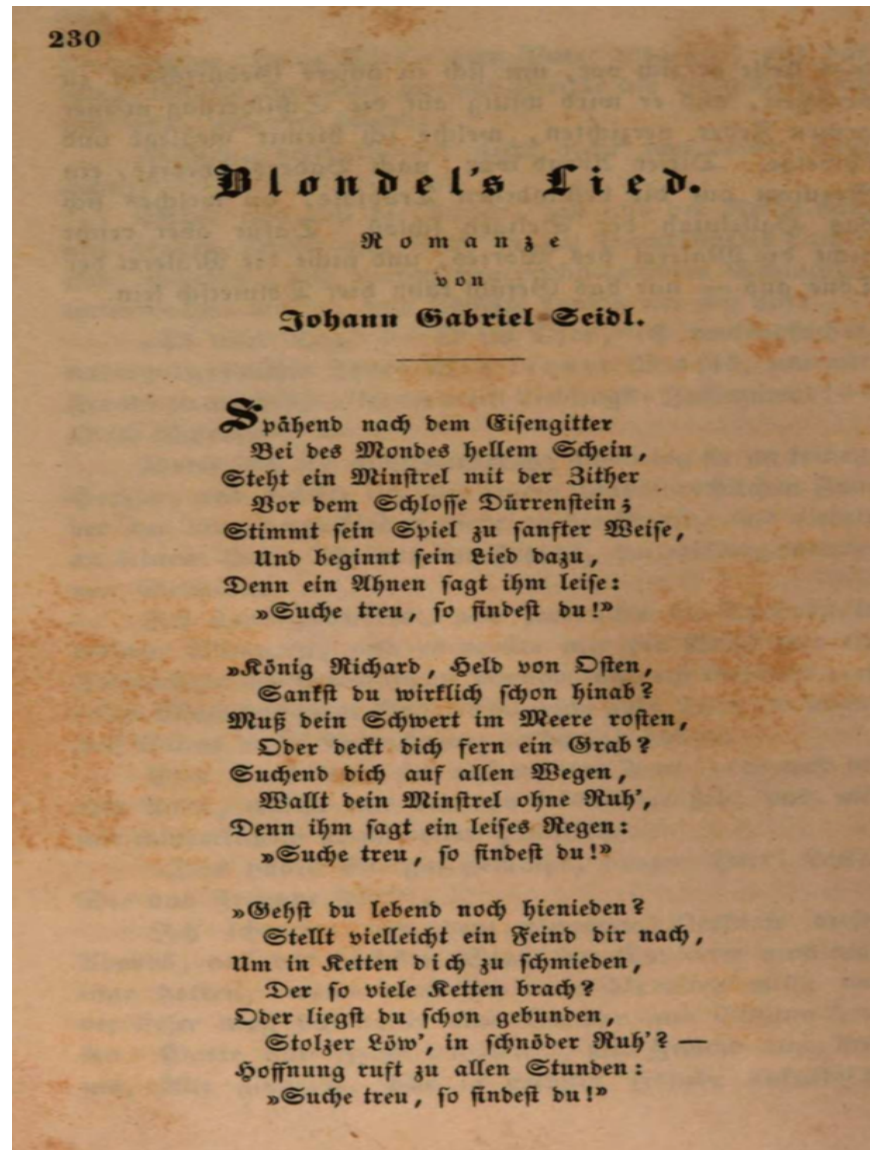 230
Blondel's Lied.
Romanze
von
Johann Gabriel Seidl.
Spähend nach dem Eisengitter
Bei des Mondes hellem Schein,
Steht ein Minstrel mit der Zither
Vor dem Schlosse Dürrenstein;
Stimmt sein Spiel zu sanfter Weise,
Und beginnt sein Lied dazu,
Denn ein Ahnen sagt ihm leise:
»Suche treu, so findest du!»
»König Richard, Held von Osten,
Sankst du wirklich schon hinab?
Muß dein Schwert im Meere rosten,
Oder deckt dich fern ein Grab?
Suchend dich auf allen Wegen,
Wallt dein Minstrel ohne Ruh',
Denn ihm sagt ein leises Regen:
»Suche treu, so findest du!»
»Gehst du lebend noch hienieden?
Stellt vielleicht ein Feind dir nach,
Um in Ketten dich zu schmieden,
Der so viele Ketten brach?
Oder liegst du schon gebunden,
Stolzer Löw', in schnöder Ruh'? —
Hoffnung ruft zu allen Stunden:
»Suche treu, so findest du!»